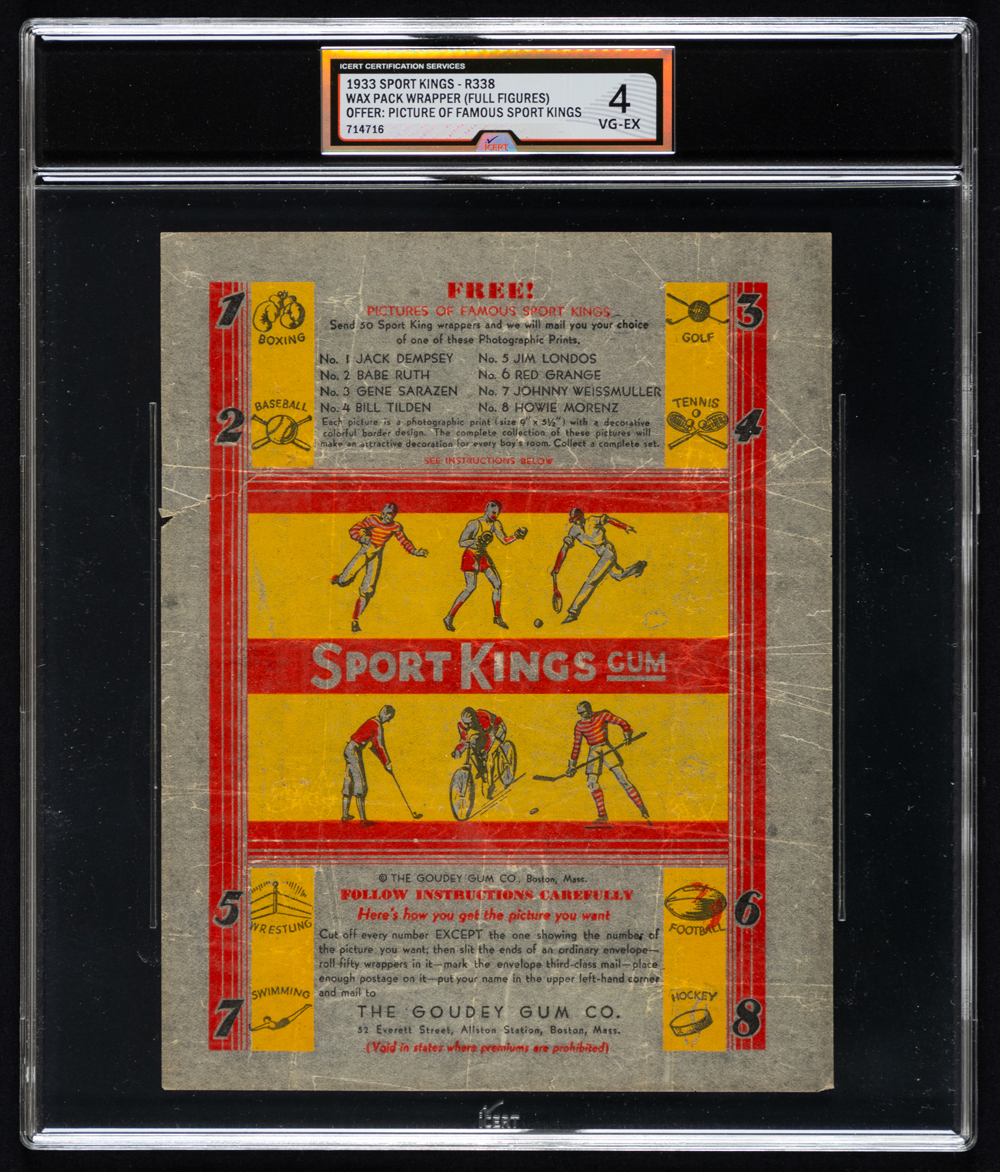 ICERT CERTIFICATION SERVICES
1933 SPORT KINGS - R338
WAX PACK WRAPPER (FULL FIGURES)
OFFER: PICTURE OF FAMOUS SPORT KINGS
714716
4
VG-EX
ICERT
1
BOXING
2
BASEBALL
FREE!
PICTURES OF FAMOUS SPORT KINGS
Send 50 Sport King wrappers and we will mail you your choice
of one of these Photographic Prints.
No. 1 JACK DEMPSEY No. 5 JIM LONDOS
No. 2 BABE RUTH No. 6 RED GRANGE
No. 3 GENE SARAZEN No. 7 JOHNNY WEISSMULLER
No. 4 BILL TILDEN No. 8 HOWIE MORENZ
Each picture is a photographic print (size 9" x 5½") with a decorative
colorful border design. The complete collection of these pictures will
make an attractive decoration for every boy's room. Collect a complete set.
SEE INSTRUCTIONS BELOW
3
GOLF
TENNIS
4
SPORT KINGS GUM
5
WRESTLING
SWIMMING
7
© THE GOUDEY GUM CO. Boston, Mass.
FOLLOW INSTRUCTIONS CAREFULLY
Here's how you get the picture you want
Cut off every number EXCEPT the one showing the number of
the picture you want; then slit the ends of an ordinary envelope—
roll fifty wrappers in it—mark the envelope third-class mail—place
enough postage on it—put your name in the upper left-hand corner
and mail to
THE GOUDEY GUM CO.
52 Everett Street, Allston Station, Boston, Mass.
(Void in states where premiums are prohibited)
6
FOOTBALL
HOCKEY
8
ICERT